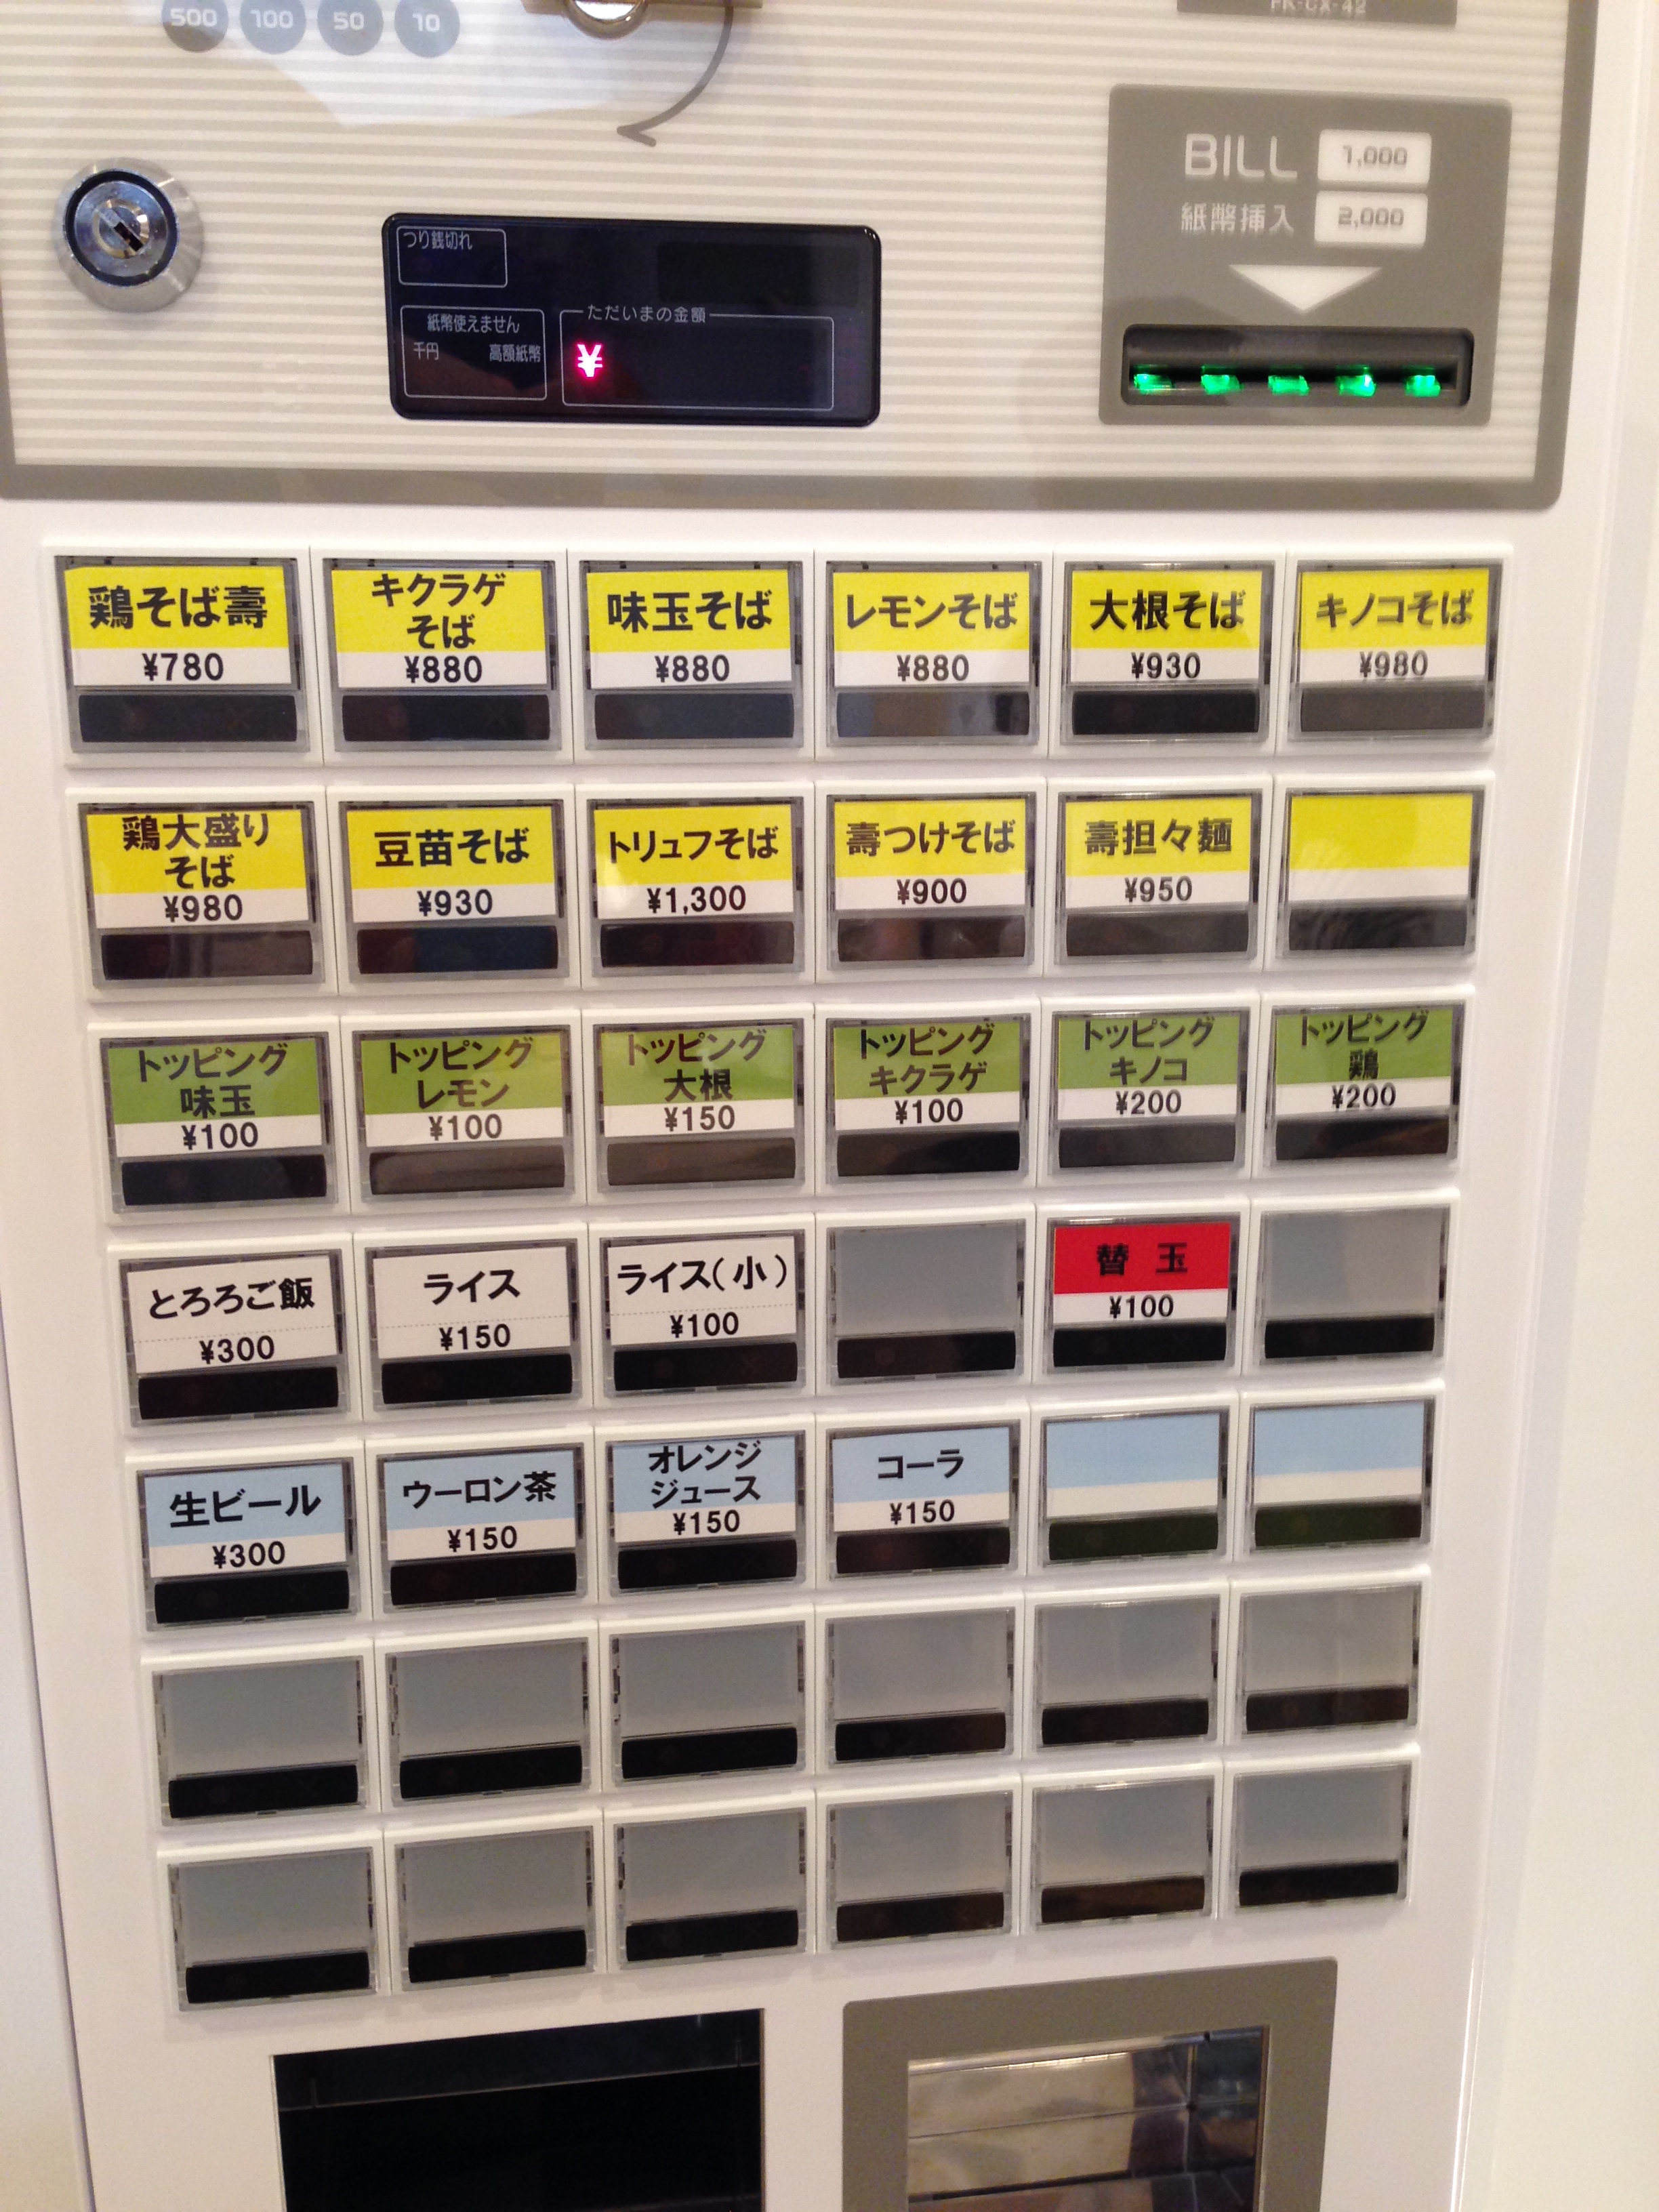 500 100 50 10
FK-CX-42
BILL 1,000
紙幣挿入 2,000
つり銭切れ
紙幣使えません
千円 高額紙幣
ただいまの金額
¥
鶏そば壽
¥780
キクラゲ
そば
¥880
味玉そば
¥880
レモンそば
¥880
大根そば
¥930
キノコそば
¥980
鶏大盛り
そば
¥980
豆苗そば
¥930
トリュフそば
¥1,300
壽つけそば
¥900
壽担々麺
¥950
トッピング
味玉
¥100
トッピング
レモン
¥100
トッピング
大根
¥150
トッピング
キクラゲ
¥100
トッピング
キノコ
¥200
トッピング
鶏
¥200
とろろご飯
¥300
ライス
¥150
ライス(小)
¥100
替 玉
¥100
生ビール
¥300
ウーロン茶
¥150
オレンジ
ジュース
¥150
コーラ
¥150